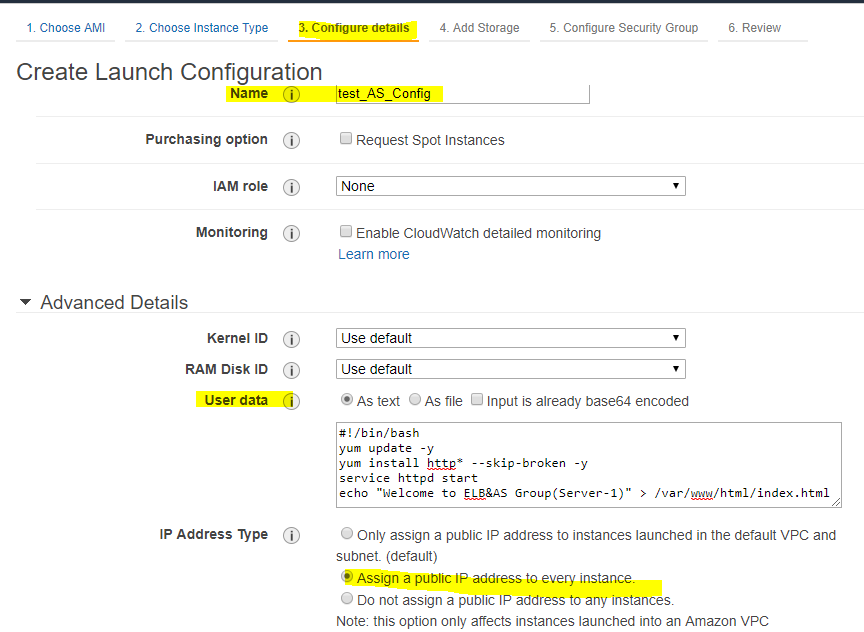 1. Choose AMI 2. Choose Instance Type 3. Configure details 4. Add Storage 5. Configure Security Group 6. Review
Create Launch Configuration
Name i test_AS_Config
Purchasing option i Request Spot Instances
IAM role i None
Monitoring i Enable CloudWatch detailed monitoring
Learn more
Advanced Details
Kernel ID i Use default
RAM Disk ID i Use default
User data i As text As file Input is already base64 encoded
#!/bin/bash
yum update -y
yum install http* --skip-broken -y
service httpd start
echo "Welcome to ELB&AS Group(Server-1)" > /var/www/html/index.html
IP Address Type i Only assign a public IP address to instances launched in the default VPC and
subnet. (default)
Assign a public IP address to every instance.
Do not assign a public IP address to any instances.
Note: this option only affects instances launched into an Amazon VPC